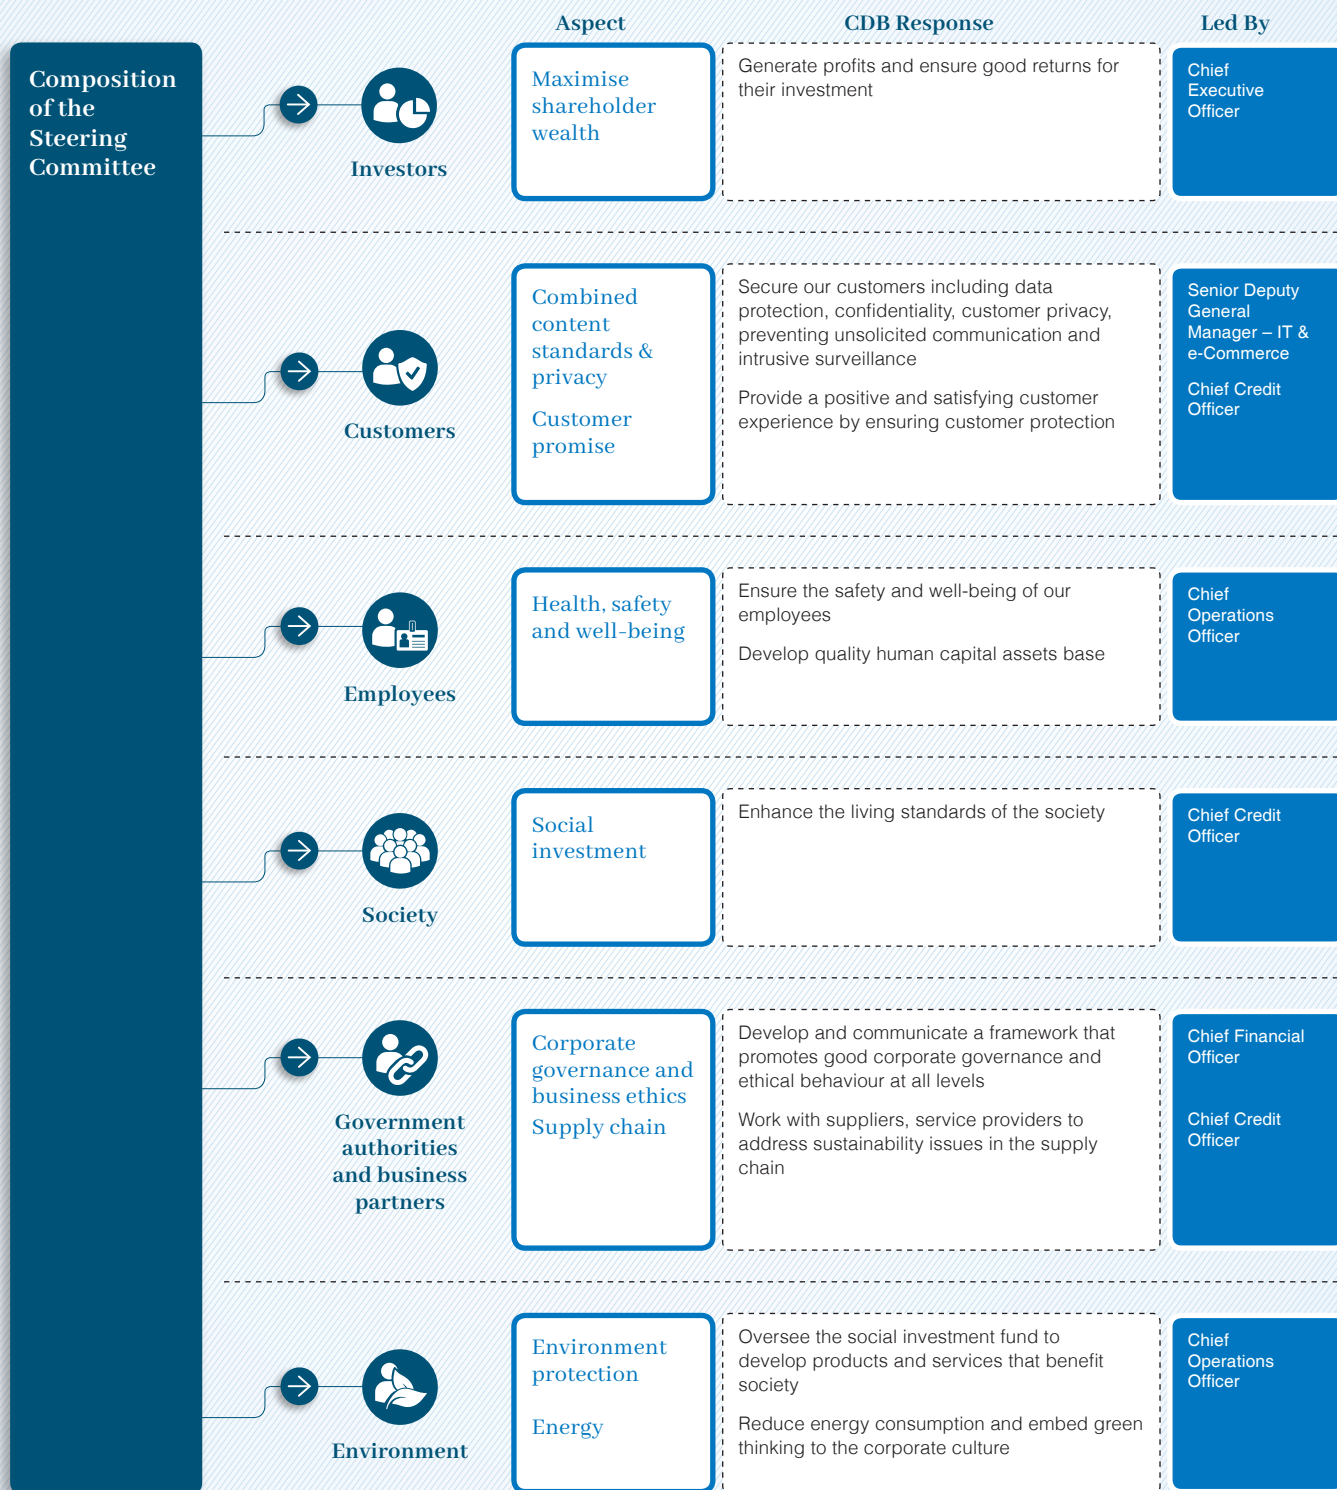 Aspect
CDB Response
Led By
Composition
of the
Steering
Committee
Investors
Maximise
shareholder
wealth
Generate profits and ensure good returns for
their investment
Chief
Executive
Officer
Customers
Combined
content
standards &
privacy
Customer
promise
Secure our customers including data
protection, confidentiality, customer privacy,
preventing unsolicited communication and
intrusive surveillance
Provide a positive and satisfying customer
experience by ensuring customer protection
Senior Deputy
General
Manager – IT &
e-Commerce
Chief Credit
Officer
Employees
Health, safety
and well-being
Ensure the safety and well-being of our
employees
Develop quality human capital assets base
Chief
Operations
Officer
Society
Social
investment
Enhance the living standards of the society
Chief Credit
Officer
Government
authorities
and business
partners
Corporate
governance and
business ethics
Supply chain
Develop and communicate a framework that
promotes good corporate governance and
ethical behaviour at all levels
Work with suppliers, service providers to
address sustainability issues in the supply
chain
Chief Financial
Officer
Chief Credit
Officer
Environment
Environment
protection
Energy
Oversee the social investment fund to
develop products and services that benefit
society
Reduce energy consumption and embed green
thinking to the corporate culture
Chief
Operations
Officer